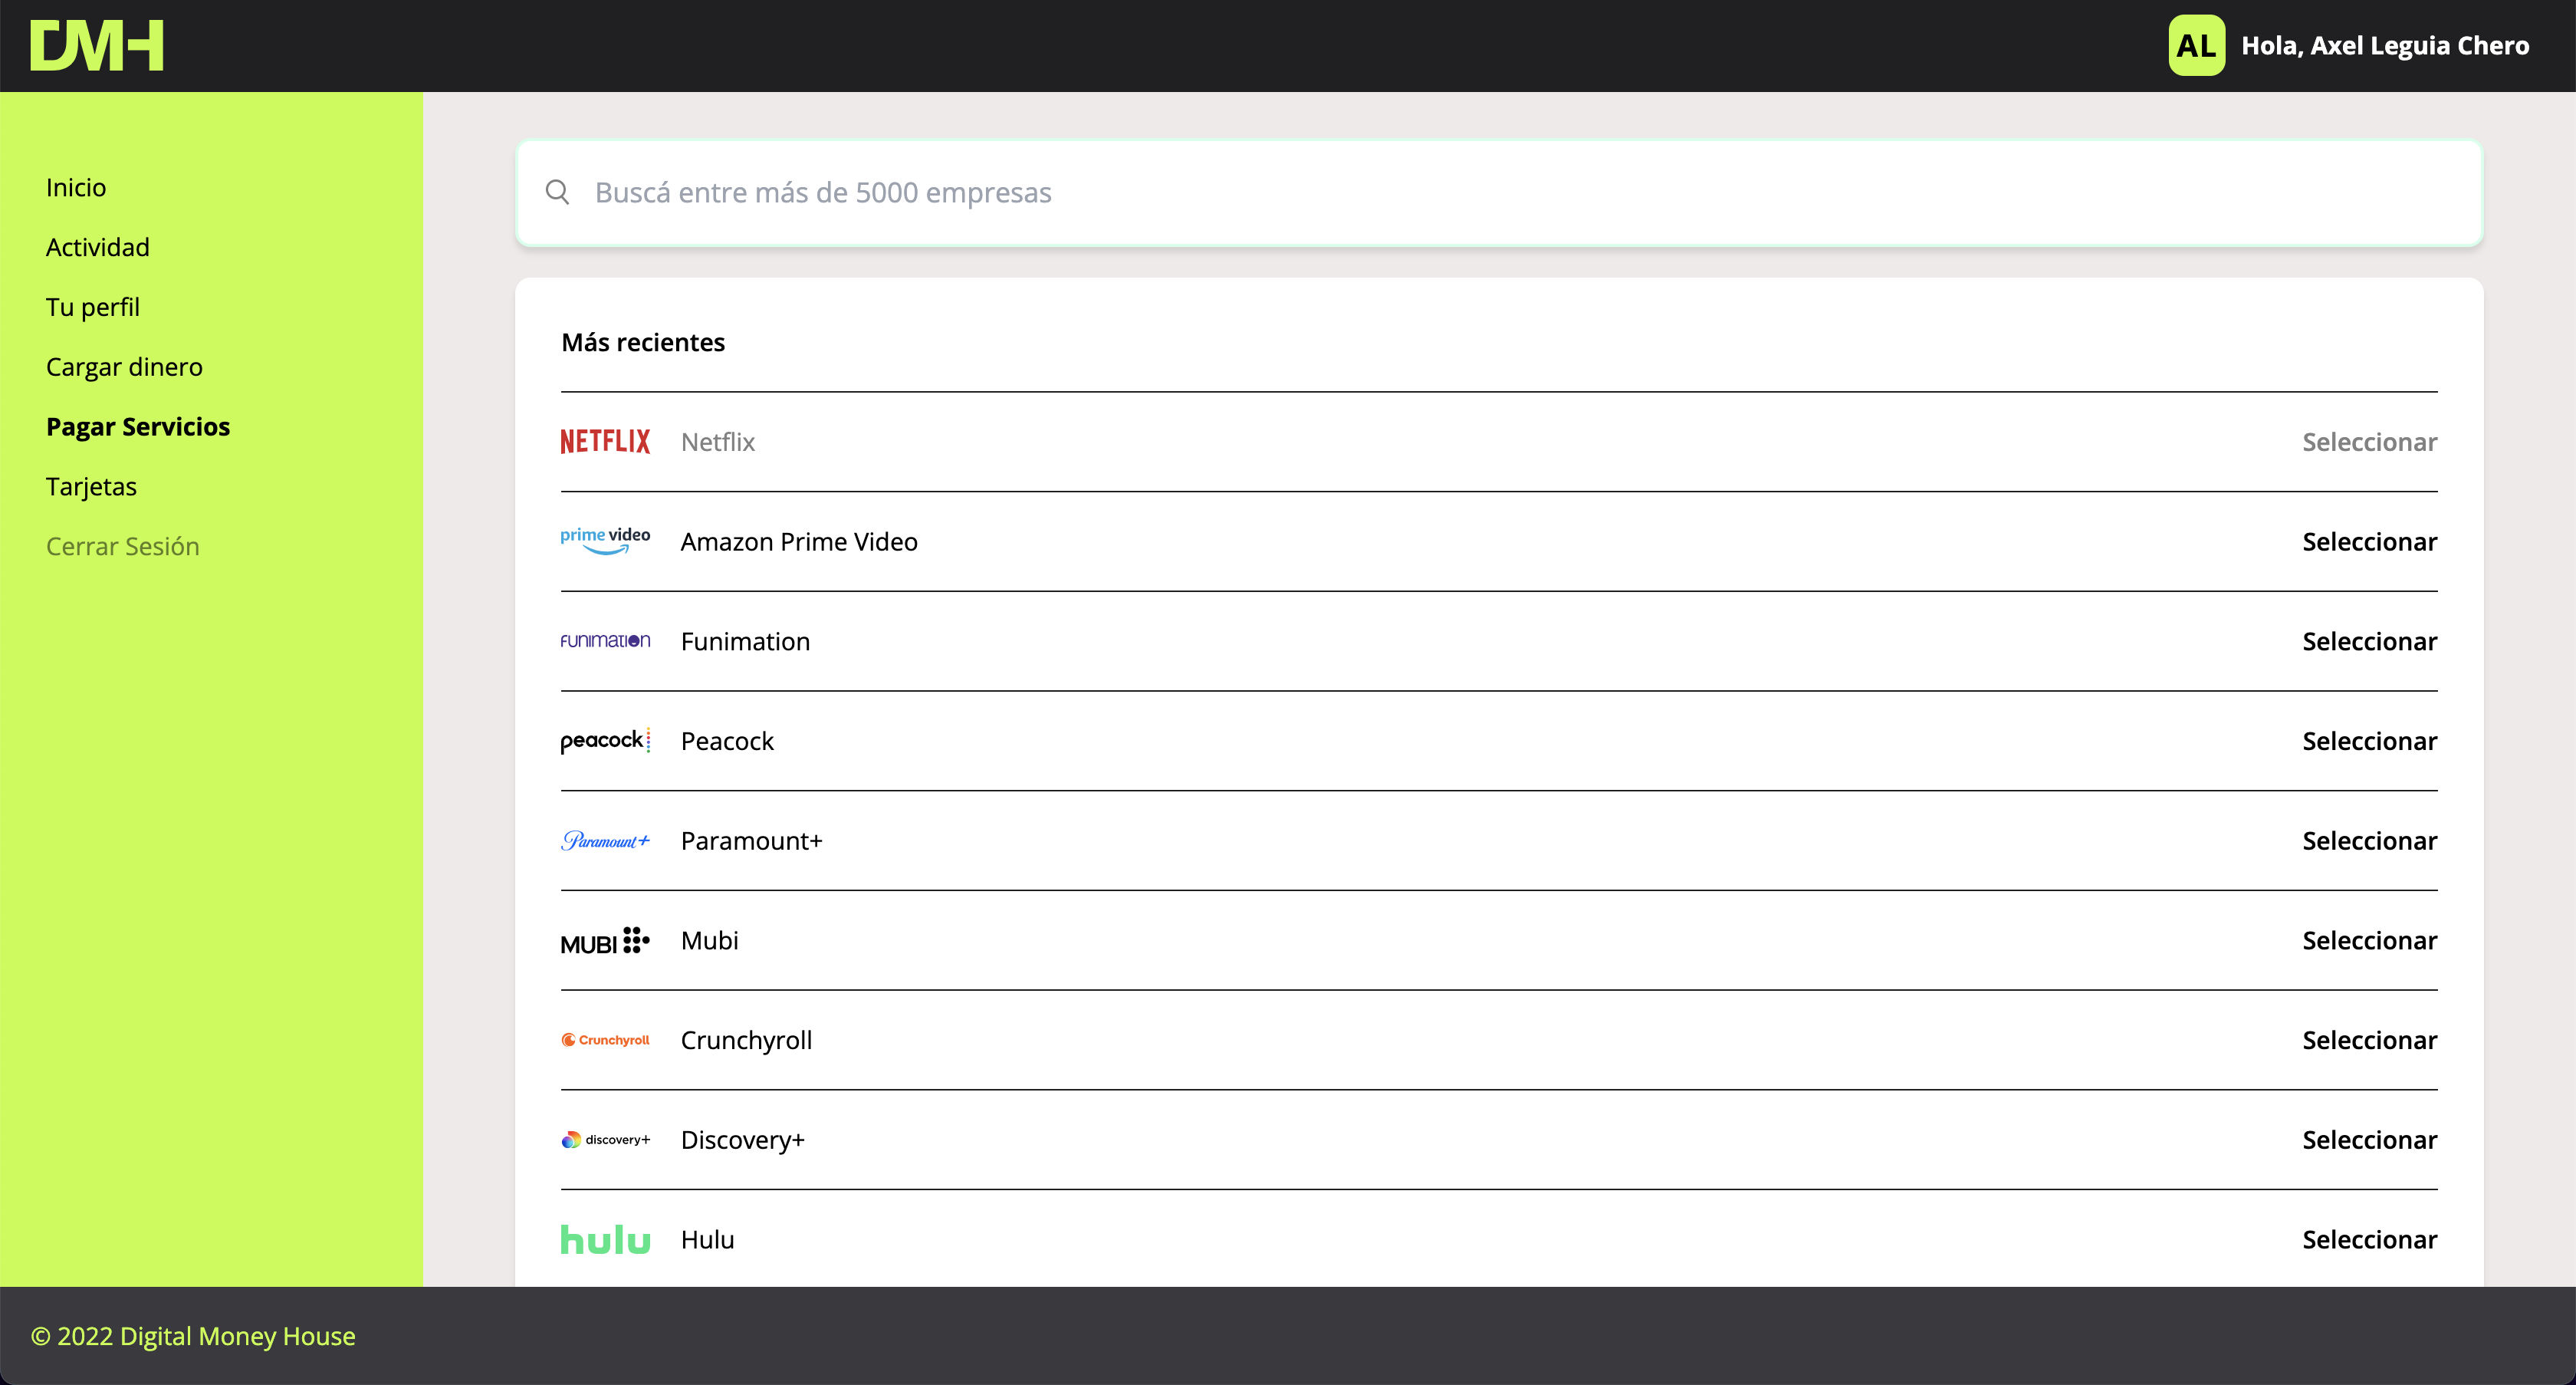 DMH
AL Hola, Axel Leguia Chero
Inicio
Actividad
Tu perfil
Cargar dinero
Pagar Servicios
Tarjetas
Cerrar Sesión
Buscá entre más de 5000 empresas
Más recientes
NETFLIX Netflix Seleccionar
prime video Amazon Prime Video Seleccionar
FUNIMATION Funimation Seleccionar
peacock Peacock Seleccionar
Paramount+ Paramount+ Seleccionar
MUBI Mubi Seleccionar
Crunchyroll Crunchyroll Seleccionar
discovery+ Discovery+ Seleccionar
hulu Hulu Seleccionar
© 2022 Digital Money House